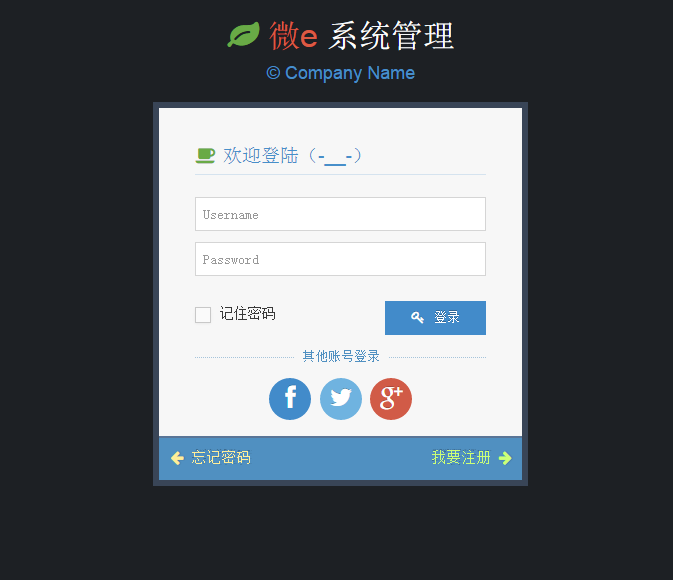 微e 系统管理
© Company Name
欢迎登陆（-__-）
Username
Password
记住密码
登录
其他账号登录
忘记密码
我要注册